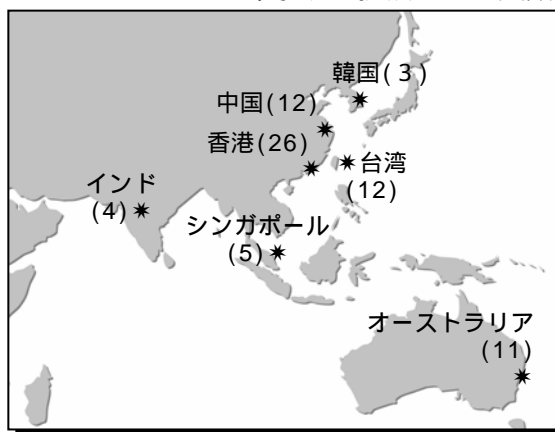 韓国(3)
中国(12)
香港(26)
台湾
(12)
インド
(4)
シンガポール
(5)
オーストラリア
(11)